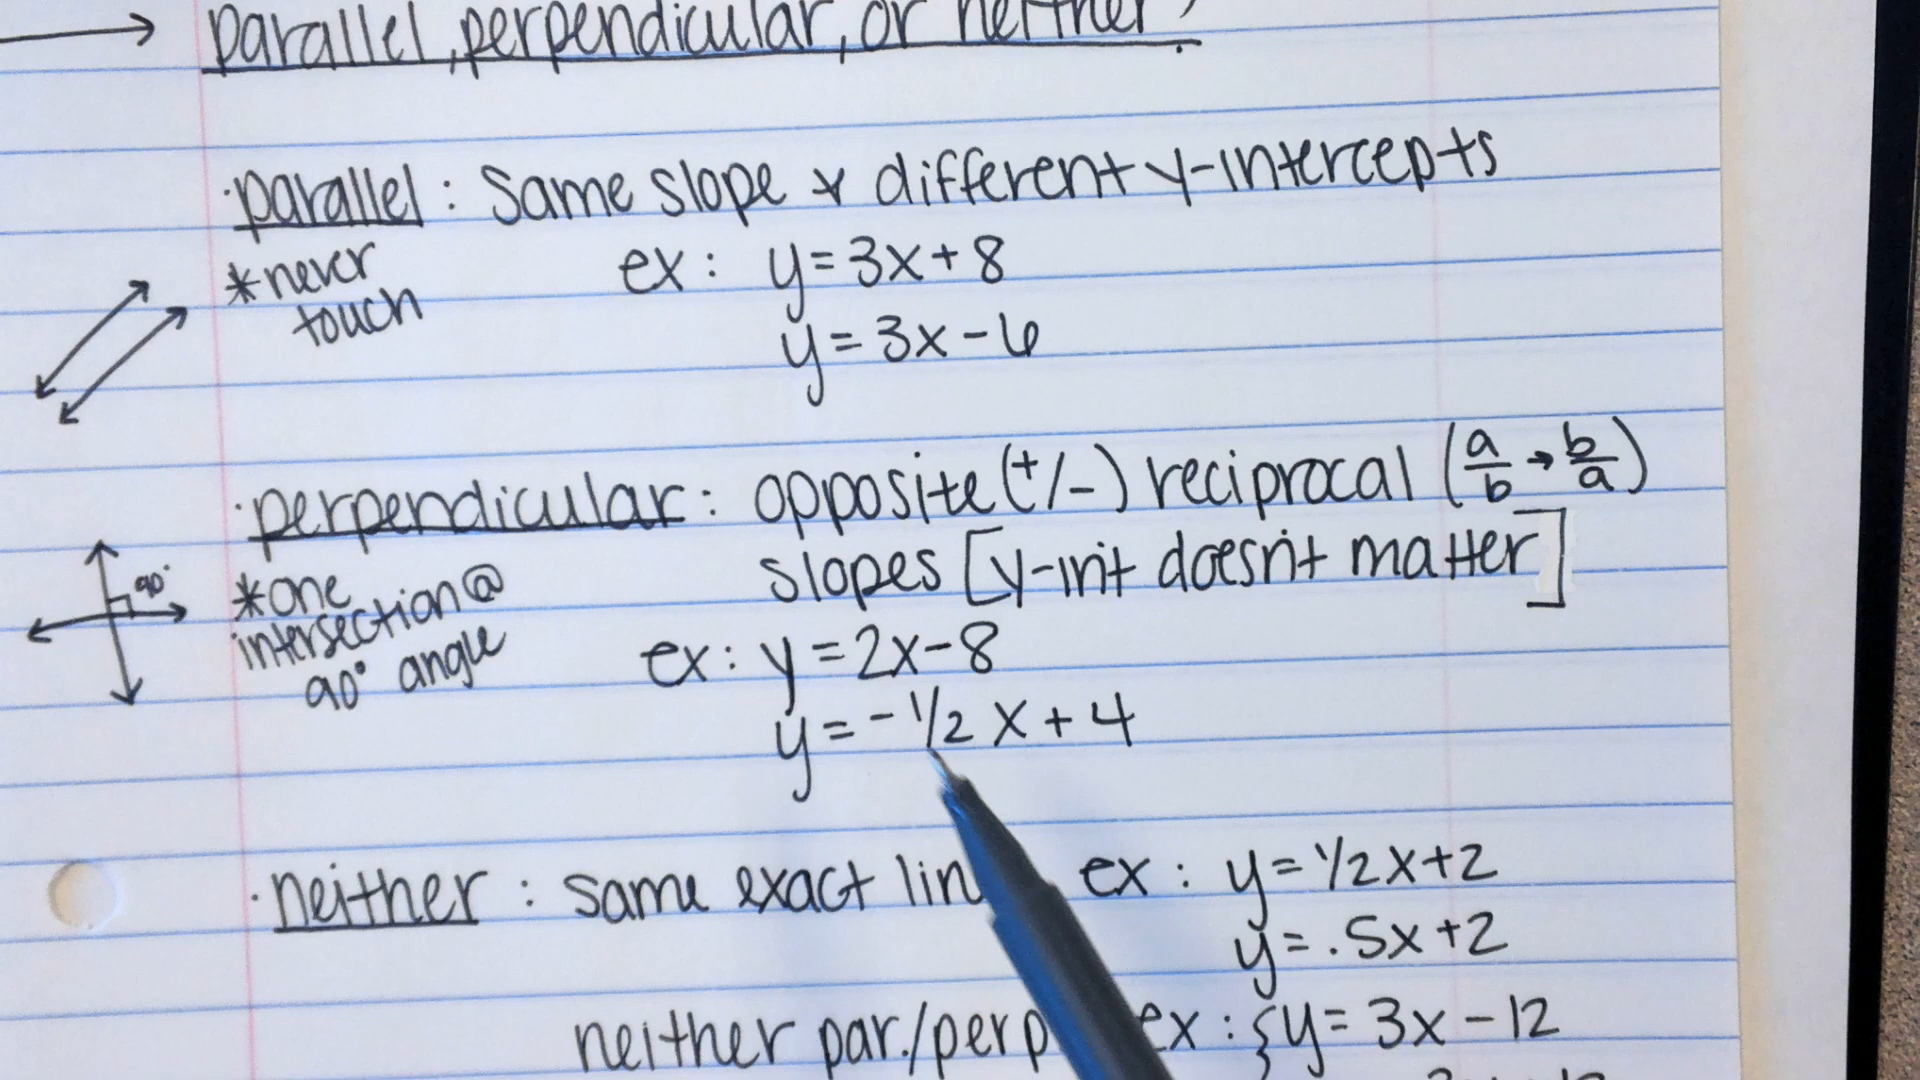 parallel, perpendicular, or neither?
· parallel : same slope & different y-intercepts
*never touch
ex : y = 3x + 8
y = 3x - 6
· perpendicular : opposite (+/-) reciprocal (a/b → b/a)
slopes [y-int doesn't matter]
90°
*one intersection @ 90° angle
ex : y = 2x - 8
y = - 1/2 x + 4
· neither : same exact lin
ex : y = 1/2x + 2
y = .5x + 2
neither par./perp
ex : { y = 3x - 12